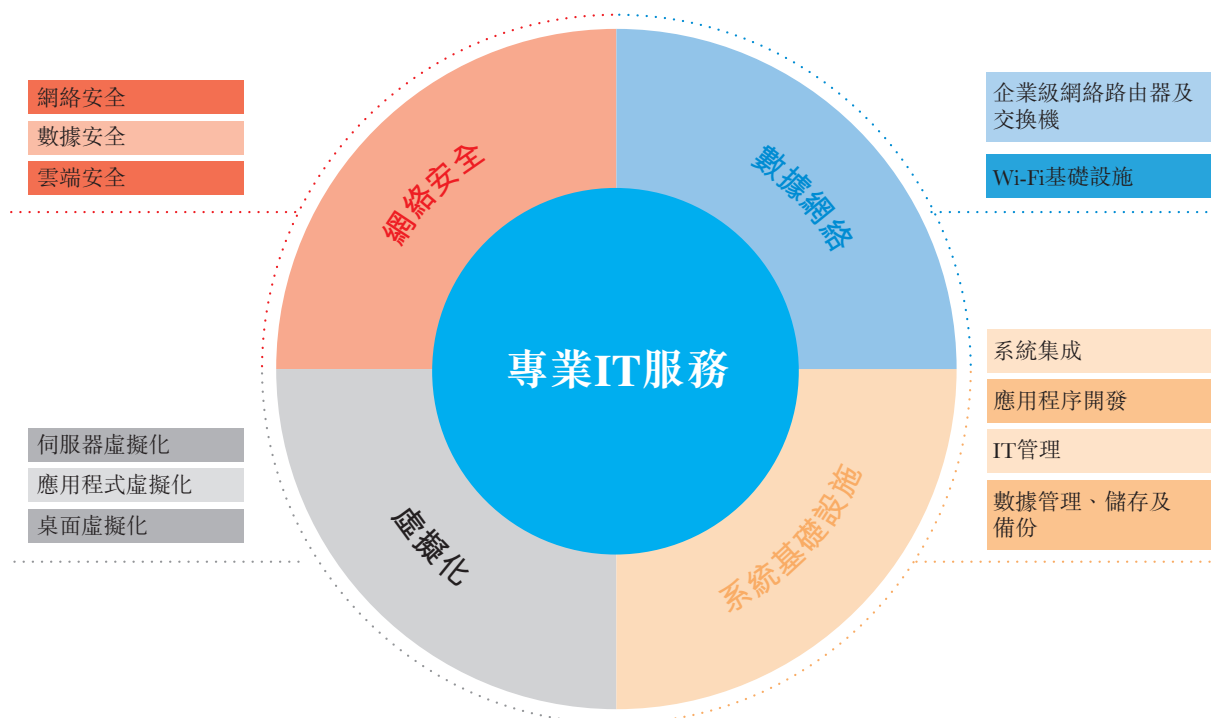 網絡安全
數據安全
雲端安全
網絡安全
數據網絡
企業級網絡路由器及
交換機
Wi-Fi基礎設施
專業IT服務
伺服器虛擬化
應用程式虛擬化
桌面虛擬化
虛擬化
系統基礎設施
系統集成
應用程序開發
IT管理
數據管理、儲存及
備份